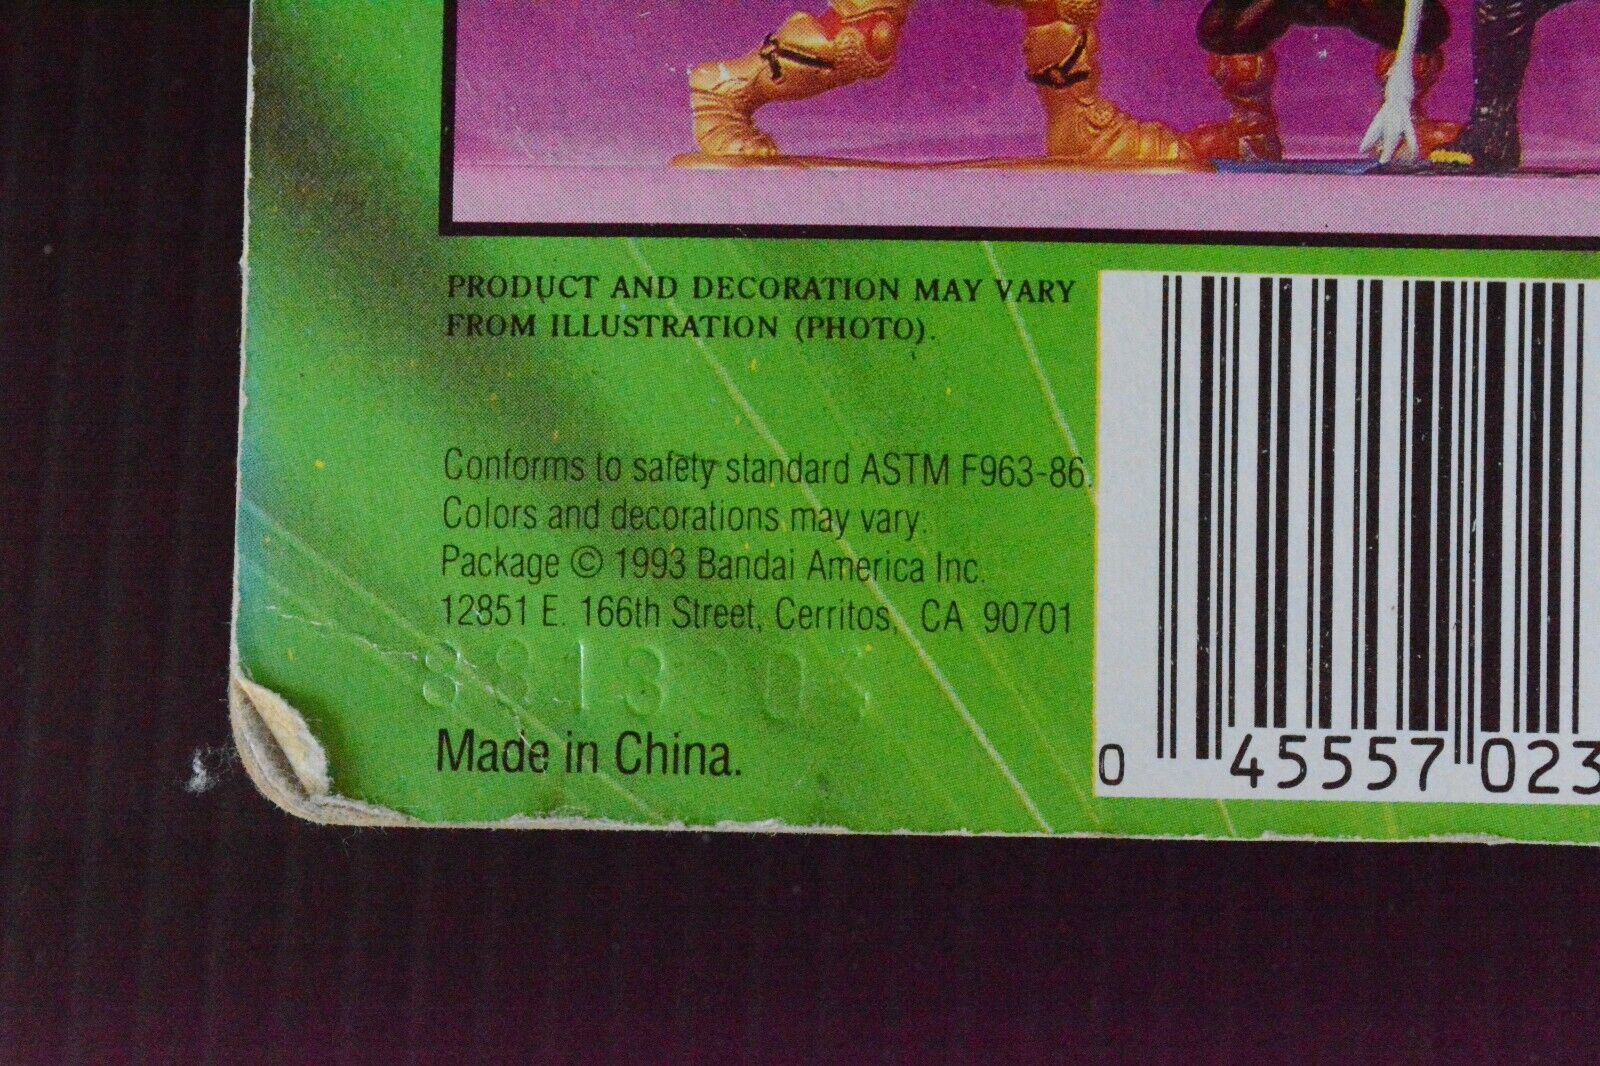 PRODUCT AND DECORATION MAY VARY
FROM ILLUSTRATION (PHOTO).
Conforms to safety standard ASTM F963-86.
Colors and decorations may vary.
Package © 1993 Bandai America Inc.
12851 E. 166th Street, Cerritos, CA 90701
Made in China.
0 45557 023